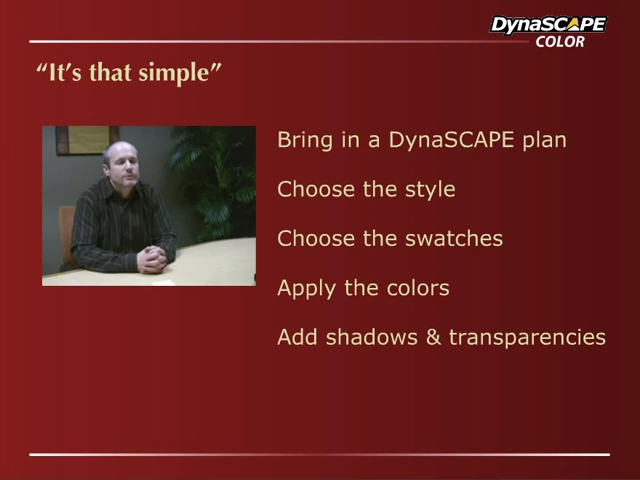 DynaSCAPE
COLOR
“It’s that simple”
Bring in a DynaSCAPE plan
Choose the style
Choose the swatches
Apply the colors
Add shadows & transparencies